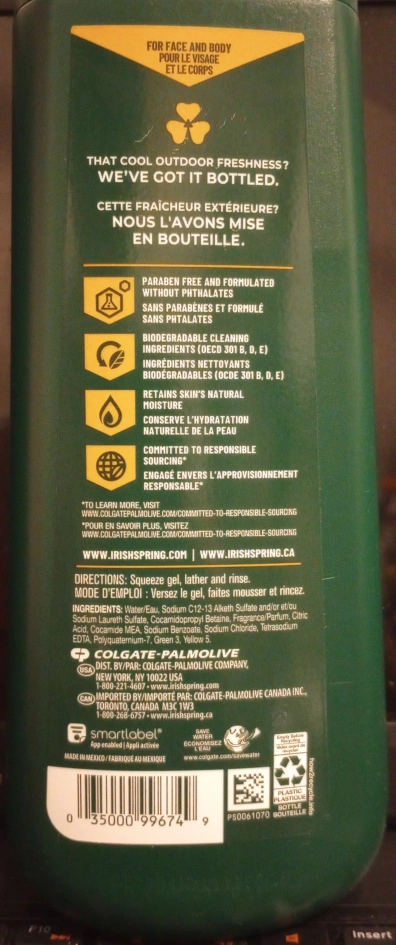 FOR FACE AND BODY
POUR LE VISAGE
ET LE CORPS
THAT COOL OUTDOOR FRESHNESS?
WE'VE GOT IT BOTTLED.
CETTE FRAÎCHEUR EXTÉRIEURE?
NOUS L'AVONS MISE
EN BOUTEILLE.
PARABEN FREE AND FORMULATED
WITHOUT PHTHALATES
SANS PARABÈNES ET FORMULÉ
SANS PHTALATES
BIODEGRADABLE CLEANING
INGREDIENTS (OECD 301 B, D, E)
INGRÉDIENTS NETTOYANTS
BIODÉGRADABLES (OCDE 301 B, D, E)
RETAINS SKIN'S NATURAL
MOISTURE
CONSERVE L'HYDRATATION
NATURELLE DE LA PEAU
COMMITTED TO RESPONSIBLE
SOURCING*
ENGAGÉ ENVERS L'APPROVISIONNEMENT
RESPONSABLE*
*TO LEARN MORE, VISIT
WWW.COLGATEPALMOLIVE.COM/COMMITTED-TO-RESPONSIBLE-SOURCING
*POUR EN SAVOIR PLUS, VISITEZ
WWW.COLGATEPALMOLIVE.COM/COMMITTED-TO-RESPONSIBLE-SOURCING
WWW.IRISHSPRING.COM | WWW.IRISHSPRING.CA
DIRECTIONS: Squeeze gel, lather and rinse.
MODE D'EMPLOI : Versez le gel, faites mousser et rincez.
INGREDIENTS: Water/Eau, Sodium C12-13 Alketh Sulfate and/or et/ou
Sodium Laureth Sulfate, Cocamidopropyl Betaine, Fragrance/Parfum, Citric
Acid, Cocamide MEA, Sodium Benzoate, Sodium Chloride, Tetrasodium
EDTA, Polyquaternium-7, Green 3, Yellow 5.
COLGATE-PALMOLIVE
USA DIST. BY/PAR: COLGATE-PALMOLIVE COMPANY,
NEW YORK, NY 10022 USA
1-800-221-4607 • www.irishspring.com
CAN IMPORTED BY/IMPORTÉ PAR: COLGATE-PALMOLIVE CANADA INC.,
TORONTO, CANADA M3C 1W3
1-800-268-6757 • www.irishspring.ca
smartlabel®
App enabled | Appli activée
SAVE
WATER
ÉCONOMISEZ
L'EAU
www.colgate.com/savewater
MADE IN MEXICO / FABRIQUÉ AU MEXIQUE
Empty Before
Recycling
PLASTIC
PLASTIQUE
BOTTLE
BOUTEILLE
how2recycle.info
PS0061070
0 35000 99674 9
F10
Insert